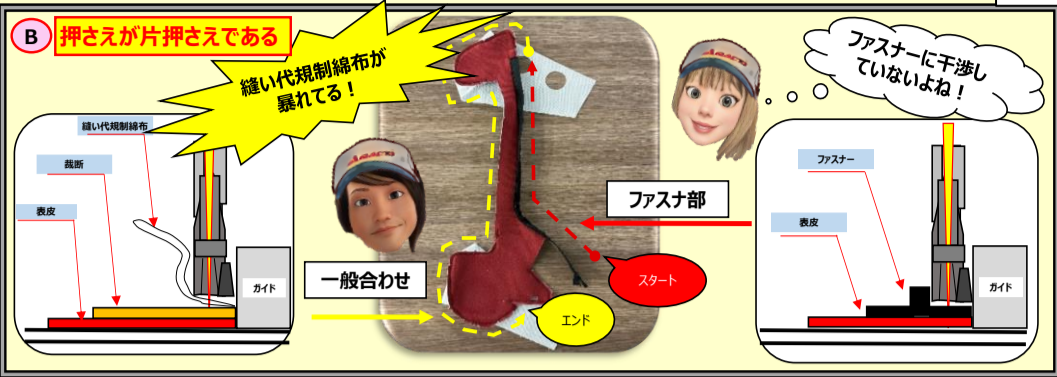 B
押さえが片押さえである
縫い代規制綿布が
暴れてる！
ファスナーに干渉し
ていないよね！
縫い代規制綿布
裁断
表皮
ガイド
一般合わせ
ファスナ部
スタート
エンド
ファスナー
表皮
ガイド